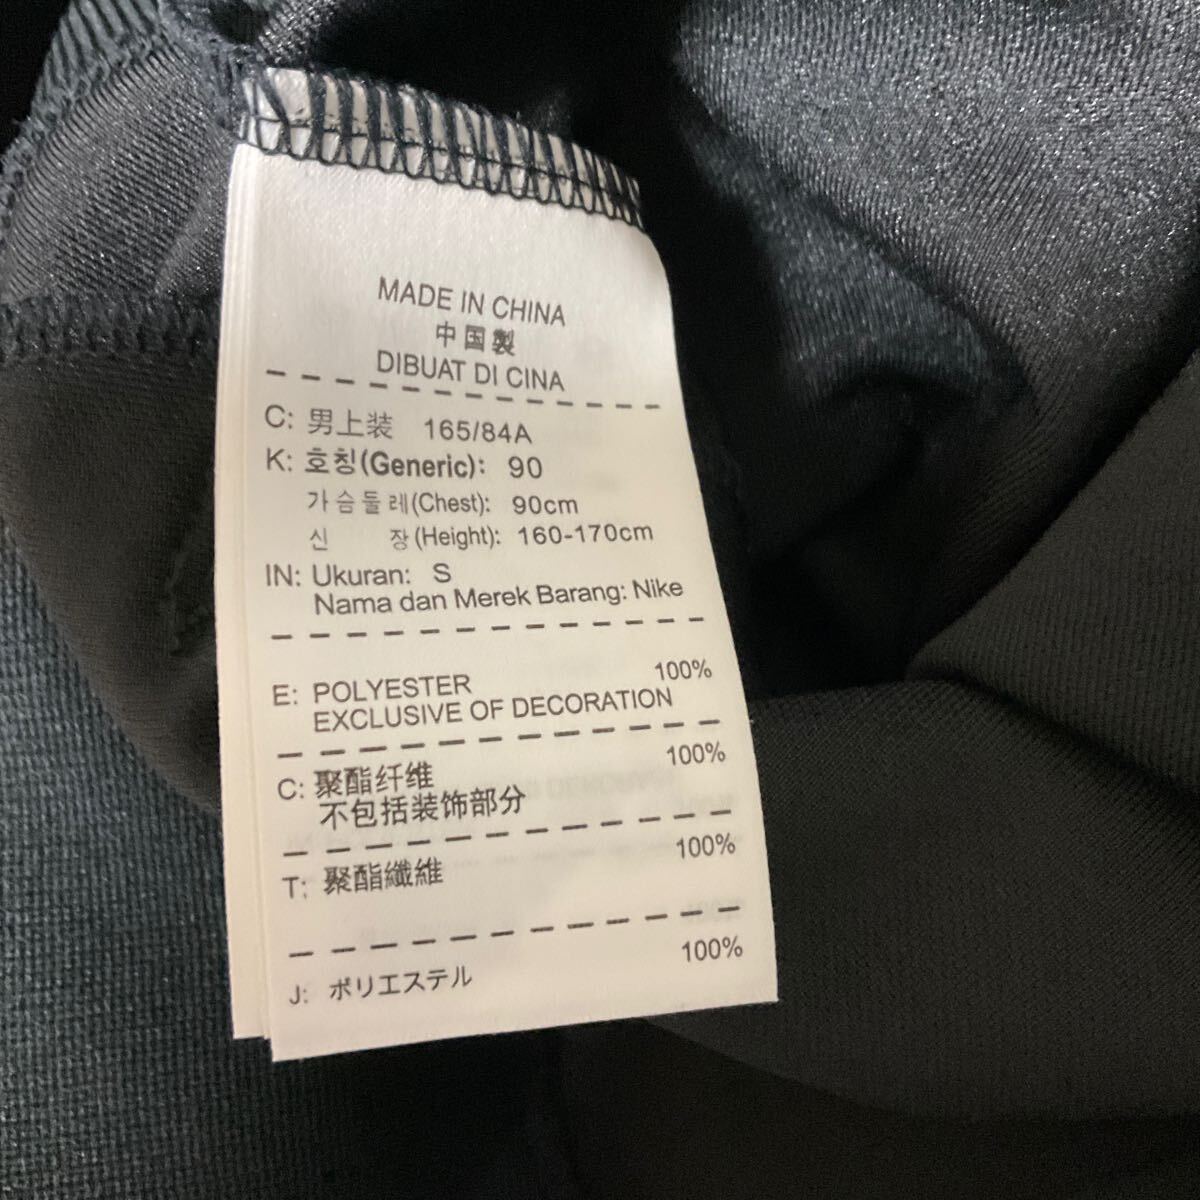 MADE IN CHINA
中国製
DIBUAT DI CINA
C: 男上装 165/84A
K: 호칭(Generic): 90
가슴둘레(Chest): 90cm
신 장(Height): 160-170cm
IN: Ukuran: S
Nama dan Merek Barang: Nike
E: POLYESTER 100%
EXCLUSIVE OF DECORATION
C: 聚酯纤维 100%
不包括装饰部分
T: 聚酯纖維 100%
J: ポリエステル 100%